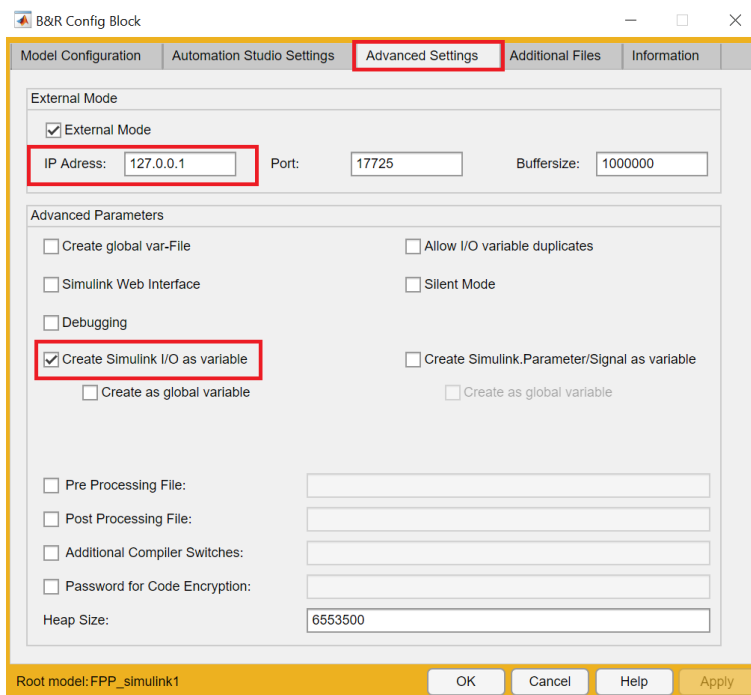 B&R Config Block
Model Configuration Automation Studio Settings Advanced Settings Additional Files Information
External Mode
External Mode
IP Adress: 127.0.0.1 Port: 17725 Buffersize: 1000000
Advanced Parameters
Create global var-File Allow I/O variable duplicates
Simulink Web Interface Silent Mode
Debugging
Create Simulink I/O as variable Create Simulink.Parameter/Signal as variable
Create as global variable Create as global variable
Pre Processing File:
Post Processing File:
Additional Compiler Switches:
Password for Code Encryption:
Heap Size: 6553500
Root model: FPP_simulink1 OK Cancel Help Apply